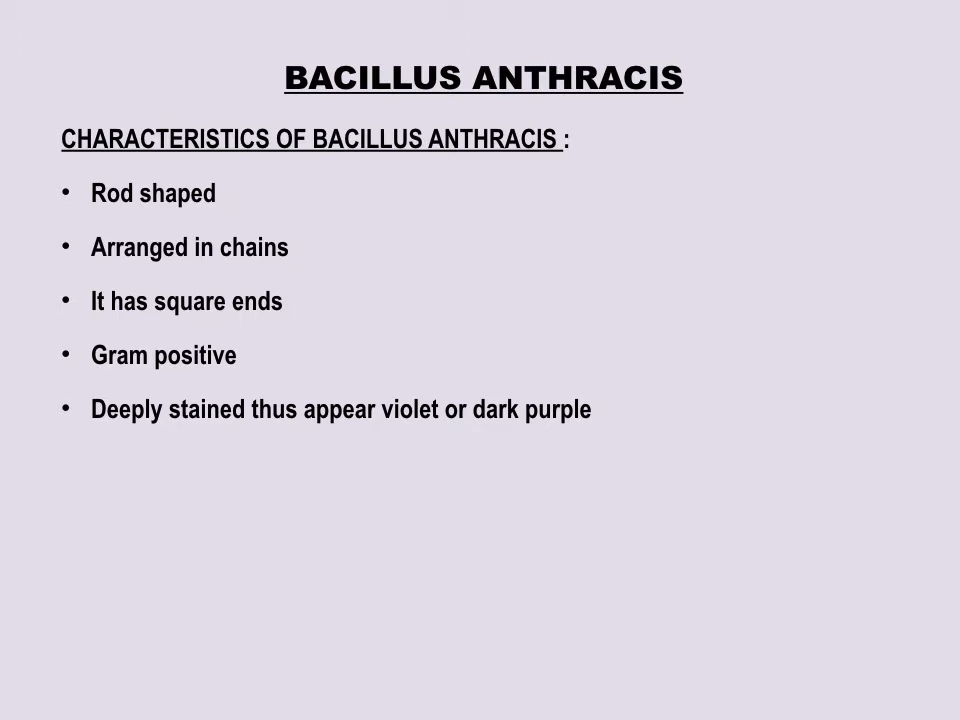 BACILLUS ANTHRACIS
CHARACTERISTICS OF BACILLUS ANTHRACIS :
• Rod shaped
• Arranged in chains
• It has square ends
• Gram positive
• Deeply stained thus appear violet or dark purple